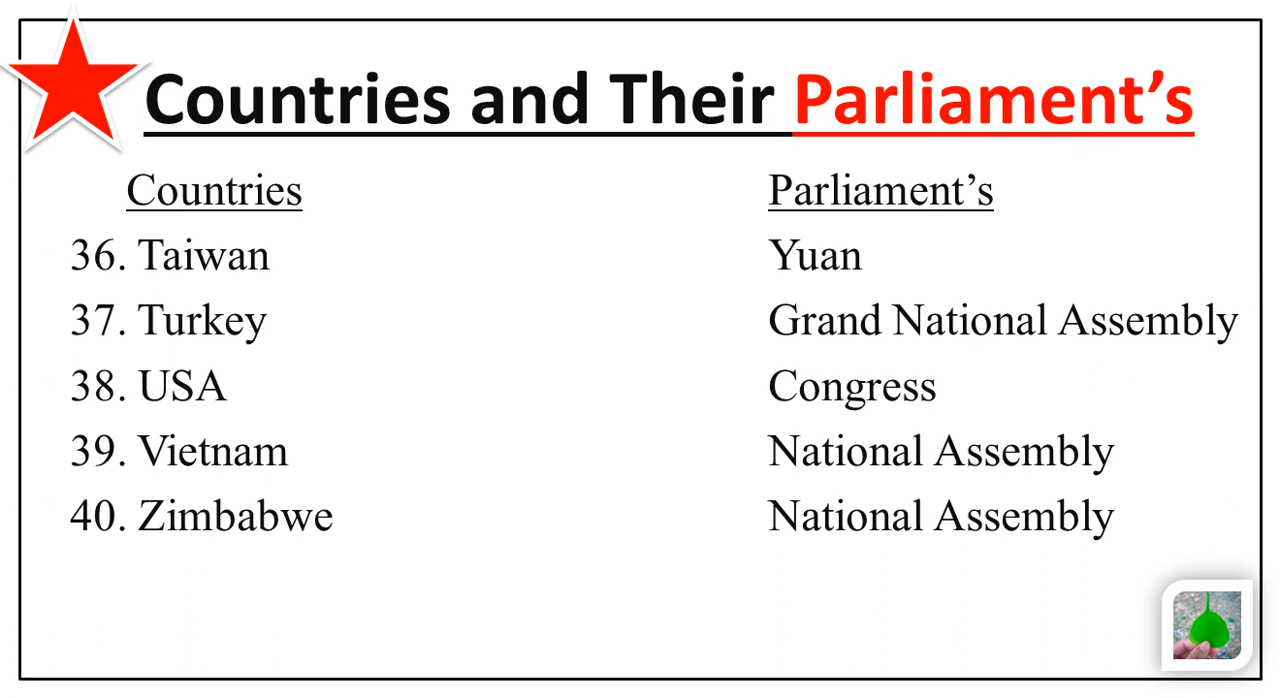 Countries and Their Parliament’s
Countries Parliament’s
36. Taiwan Yuan
37. Turkey Grand National Assembly
38. USA Congress
39. Vietnam National Assembly
40. Zimbabwe National Assembly